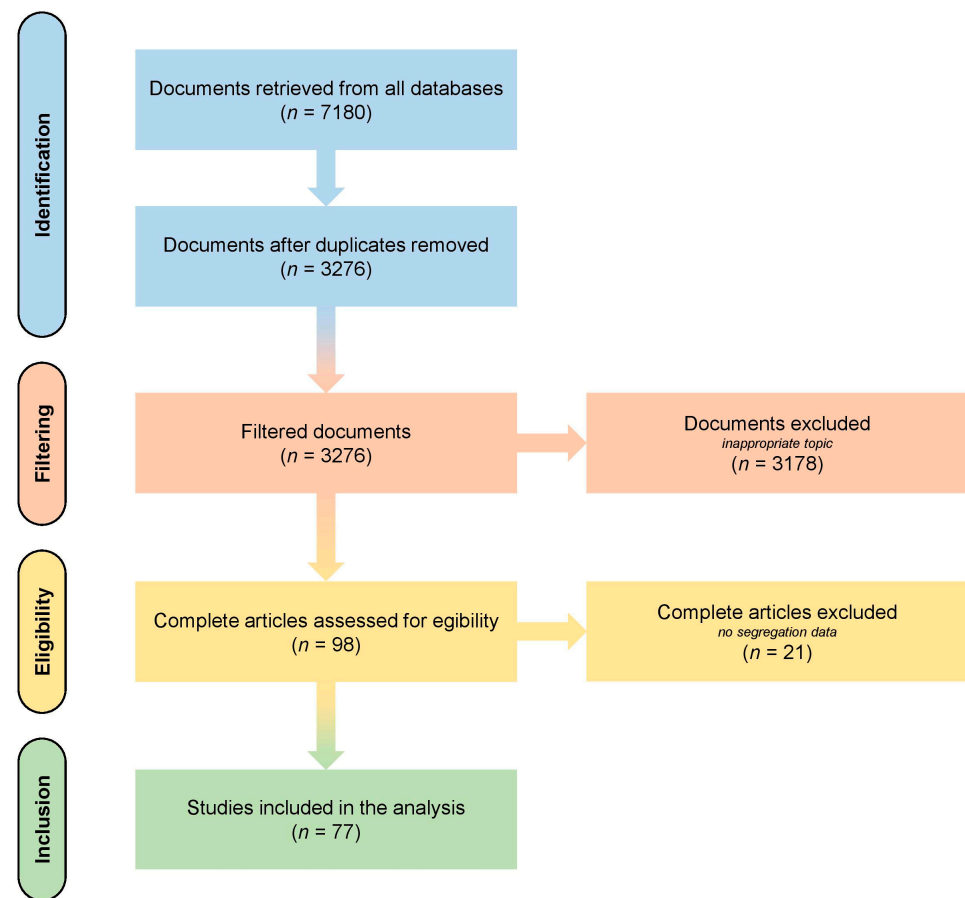 Identification
Documents retrieved from all databases
(n = 7180)
Documents after duplicates removed
(n = 3276)
Filtering
Filtered documents
(n = 3276)
Documents excluded
inappropriate topic
(n = 3178)
Eligibility
Complete articles assessed for egibility
(n = 98)
Complete articles excluded
no segregation data
(n = 21)
Inclusion
Studies included in the analysis
(n = 77)